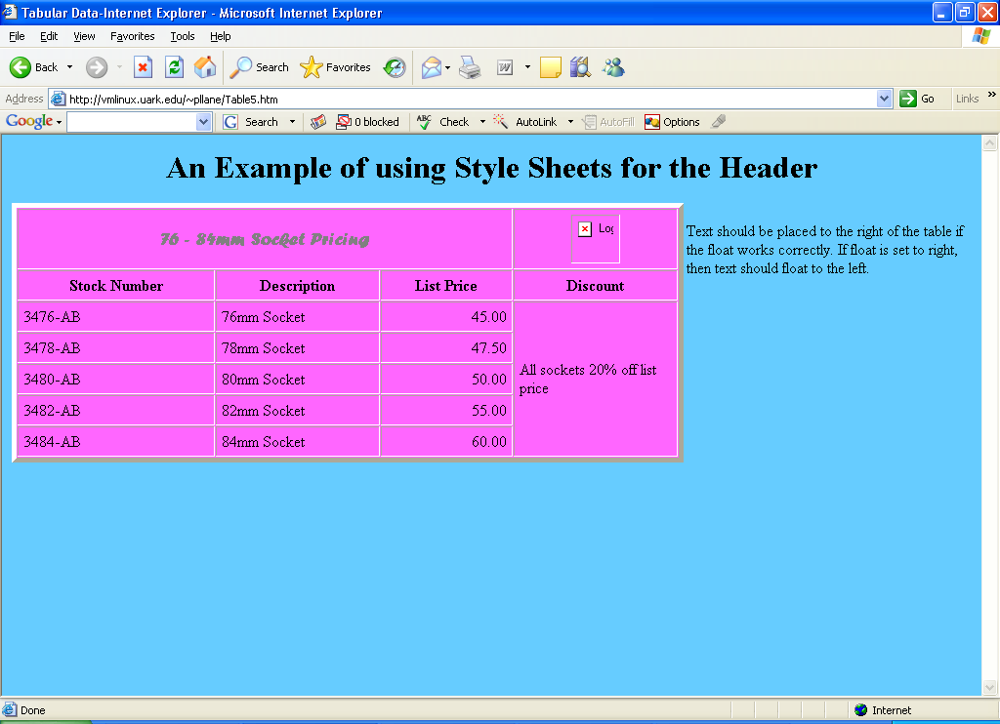 Tabular Data-Internet Explorer - Microsoft Internet Explorer
File Edit View Favorites Tools Help
Back Search Favorites
Address http://vmlinux.uark.edu/~pllane/Table5.htm Go Links »
Google G Search 0 blocked ABC Check AutoLink AutoFill Options
An Example of using Style Sheets for the Header
76 - 84mm Socket Pricing
Stock Number Description List Price Discount
3476-AB 76mm Socket 45.00
3478-AB 78mm Socket 47.50
3480-AB 80mm Socket 50.00
3482-AB 82mm Socket 55.00
3484-AB 84mm Socket 60.00
All sockets 20% off list
price
Text should be placed to the right of the table if
the float works correctly. If float is set to right,
then text should float to the left.
Done Internet